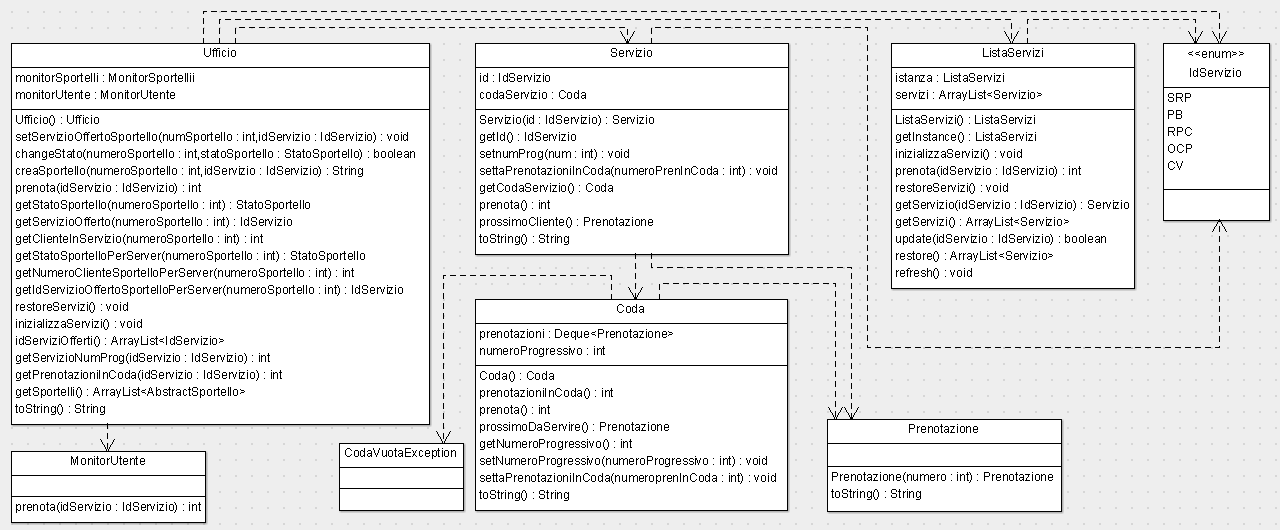 Ufficio
monitorSportelli : MonitorSportellii
monitorUtente : MonitorUtente
Ufficio() : Ufficio
setServizioOffertoSportello(numSportello : int,idServizio : IdServizio) : void
changeStato(numeroSportello : int,statoSportello : StatoSportello) : boolean
creaSportello(numeroSportello : int,idServizio : IdServizio) : String
prenota(idServizio : IdServizio) : int
getStatoSportello(numeroSportello : int) : StatoSportello
getServizioOfferto(numeroSportello : int) : IdServizio
getClienteInServizio(numeroSportello : int) : int
getStatoSportelloPerServer(numeroSportello : int) : StatoSportello
getNumeroClienteSportelloPerServer(numeroSportello : int) : int
getIdServizioOffertoSportelloPerServer(numeroSportello : int) : IdServizio
restoreServizi() : void
inizializzaServizi() : void
idServiziOfferti() : ArrayList<IdServizio>
getServizioNumProg(idServizio : IdServizio) : int
getPrenotazioniInCoda(idServizio : IdServizio) : int
getSportelli() : ArrayList<AbstractSportello>
toString() : String
Servizio
id : IdServizio
codaServizio : Coda
Servizio(id : IdServizio) : Servizio
getId() : IdServizio
setnumProg(num : int) : void
settaPrenotazioniInCoda(numeroPrenInCoda : int) : void
getCodaServizio() : Coda
prenota() : int
prossimoCliente() : Prenotazione
toString() : String
ListaServizi
istanza : ListaServizi
servizi : ArrayList<Servizio>
ListaServizi() : ListaServizi
getInstance() : ListaServizi
inizializzaServizi() : void
prenota(idServizio : IdServizio) : int
restoreServizi() : void
getServizio(idServizio : IdServizio) : Servizio
getServizi() : ArrayList<Servizio>
update(idServizio : IdServizio) : boolean
restore() : ArrayList<Servizio>
refresh() : void
<<enum>>
IdServizio
SRP
PB
RPC
OCP
CV
MonitorUtente
prenota(idServizio : IdServizio) : int
CodaVuotaException
Coda
prenotazioni : Deque<Prenotazione>
numeroProgressivo : int
Coda() : Coda
prenotazioniInCoda() : int
prenota() : int
prossimoDaServire() : Prenotazione
getNumeroProgressivo() : int
setNumeroProgressivo(numeroProgressivo : int) : void
settaPrenotazioniInCoda(numeroprenInCoda : int) : void
toString() : String
Prenotazione
Prenotazione(numero : int) : Prenotazione
toString() : String